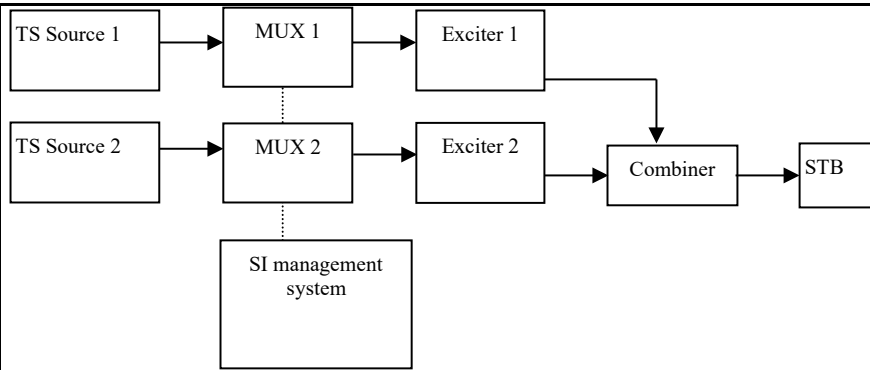 TS Source 1
MUX 1
Exciter 1
TS Source 2
MUX 2
Exciter 2
Combiner
STB
SI management
system